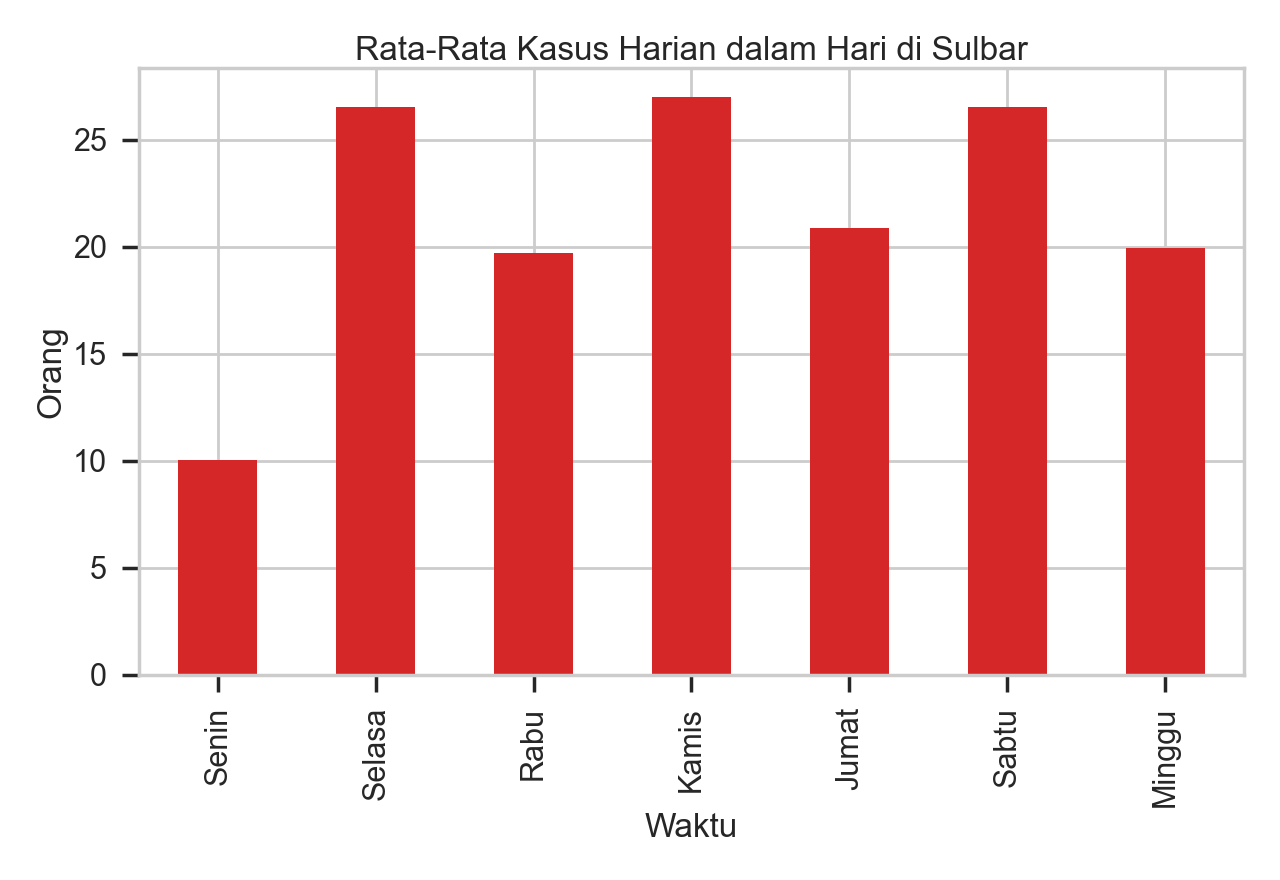 Rata-Rata Kasus Harian dalam Hari di Sulbar
Orang
25
20
15
10
5
0
Senin
Selasa
Rabu
Kamis
Jumat
Sabtu
Minggu
Waktu